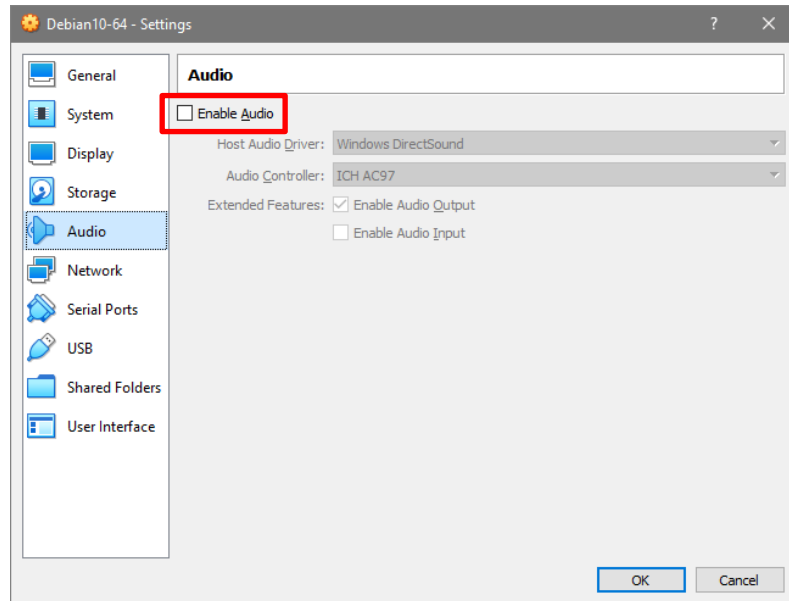 Debian10-64 - Settings ? ×
General
System
Display
Storage
Audio
Network
Serial Ports
USB
Shared Folders
User Interface
Audio
Enable Audio
Host Audio Driver: Windows DirectSound
Audio Controller: ICH AC97
Extended Features: Enable Audio Output
Enable Audio Input
OK Cancel